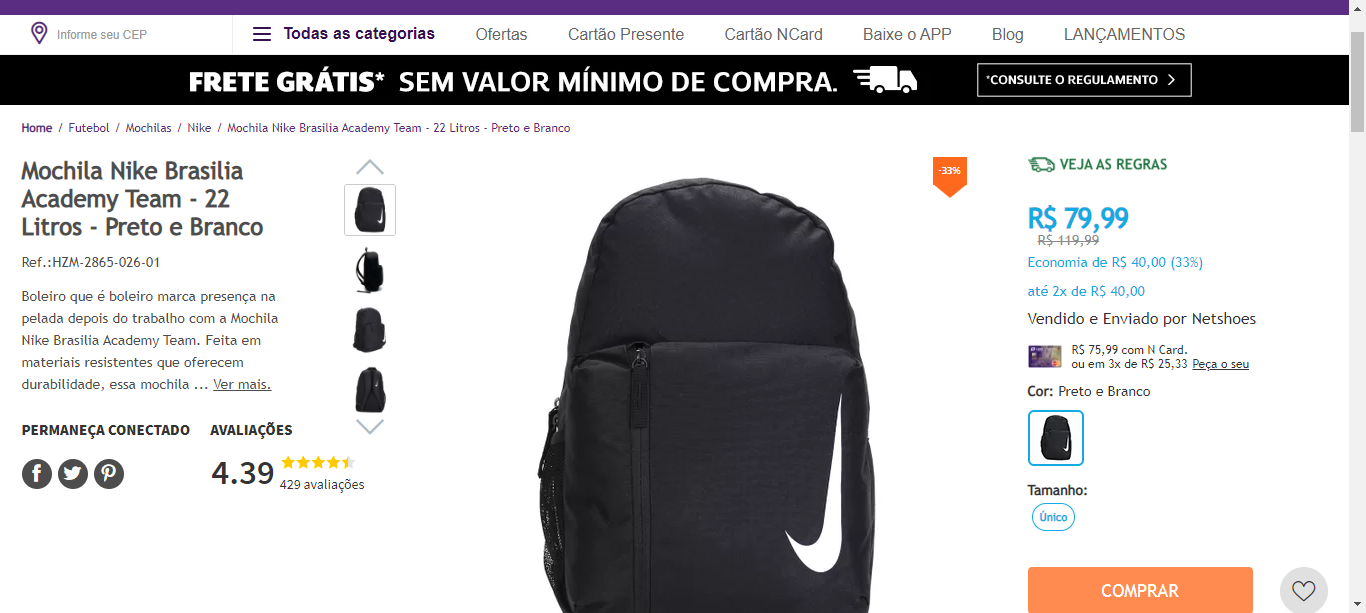 Informe seu CEP
Todas as categorias
Ofertas
Cartão Presente
Cartão NCard
Baixe o APP
Blog
LANÇAMENTOS
FRETE GRÁTIS* SEM VALOR MÍNIMO DE COMPRA.
*CONSULTE O REGULAMENTO
Home / Futebol / Mochilas / Nike / Mochila Nike Brasilia Academy Team - 22 Litros - Preto e Branco
Mochila Nike Brasilia
Academy Team - 22
Litros - Preto e Branco
Ref.:HZM-2865-026-01
Boleiro que é boleiro marca presença na
pelada depois do trabalho com a Mochila
Nike Brasilia Academy Team. Feita em
materiais resistentes que oferecem
durabilidade, essa mochila ... Ver mais.
PERMANEÇA CONECTADO
AVALIAÇÕES
4.39
429 avaliações
-33%
VEJA AS REGRAS
R$ 79,99
R$ 119,99
Economia de R$ 40,00 (33%)
até 2x de R$ 40,00
Vendido e Enviado por Netshoes
R$ 75,99 com N Card.
ou em 3x de R$ 25,33 Peça o seu
Cor: Preto e Branco
Tamanho:
Único
COMPRAR